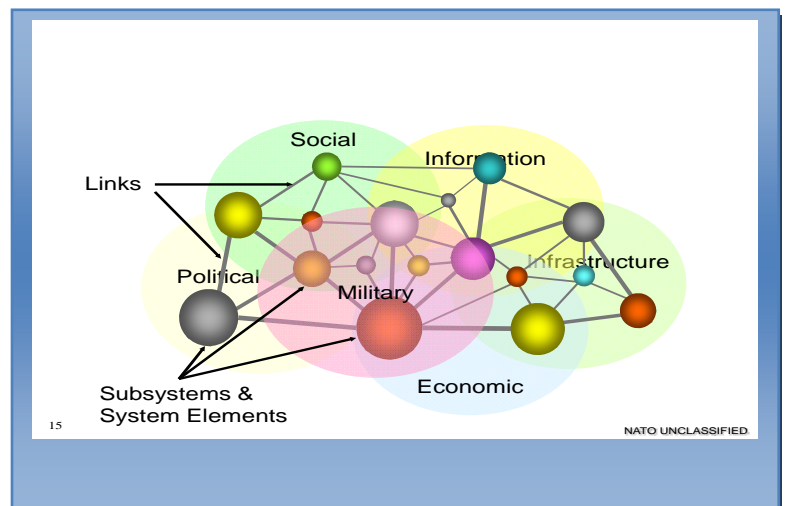 Social
Information
Links
Infrastructure
Political
Military
Economic
Subsystems &
System Elements
15
NATO UNCLASSIFIED